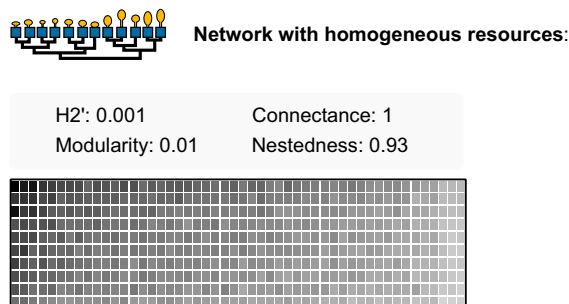 Network with homogeneous resources:
H2': 0.001 Connectance: 1
Modularity: 0.01 Nestedness: 0.93